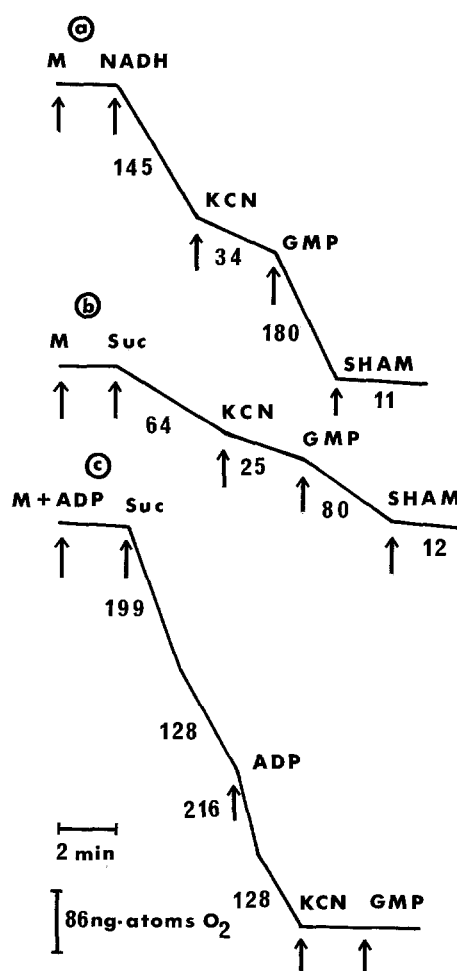 a
M NADH
145
KCN
34
GMP
180
SHAM
11
b
M Suc
64
KCN
25
GMP
80
SHAM
12
c
M + ADP Suc
199
128
ADP
216
128
KCN GMP
2 min
86ng-atoms O₂